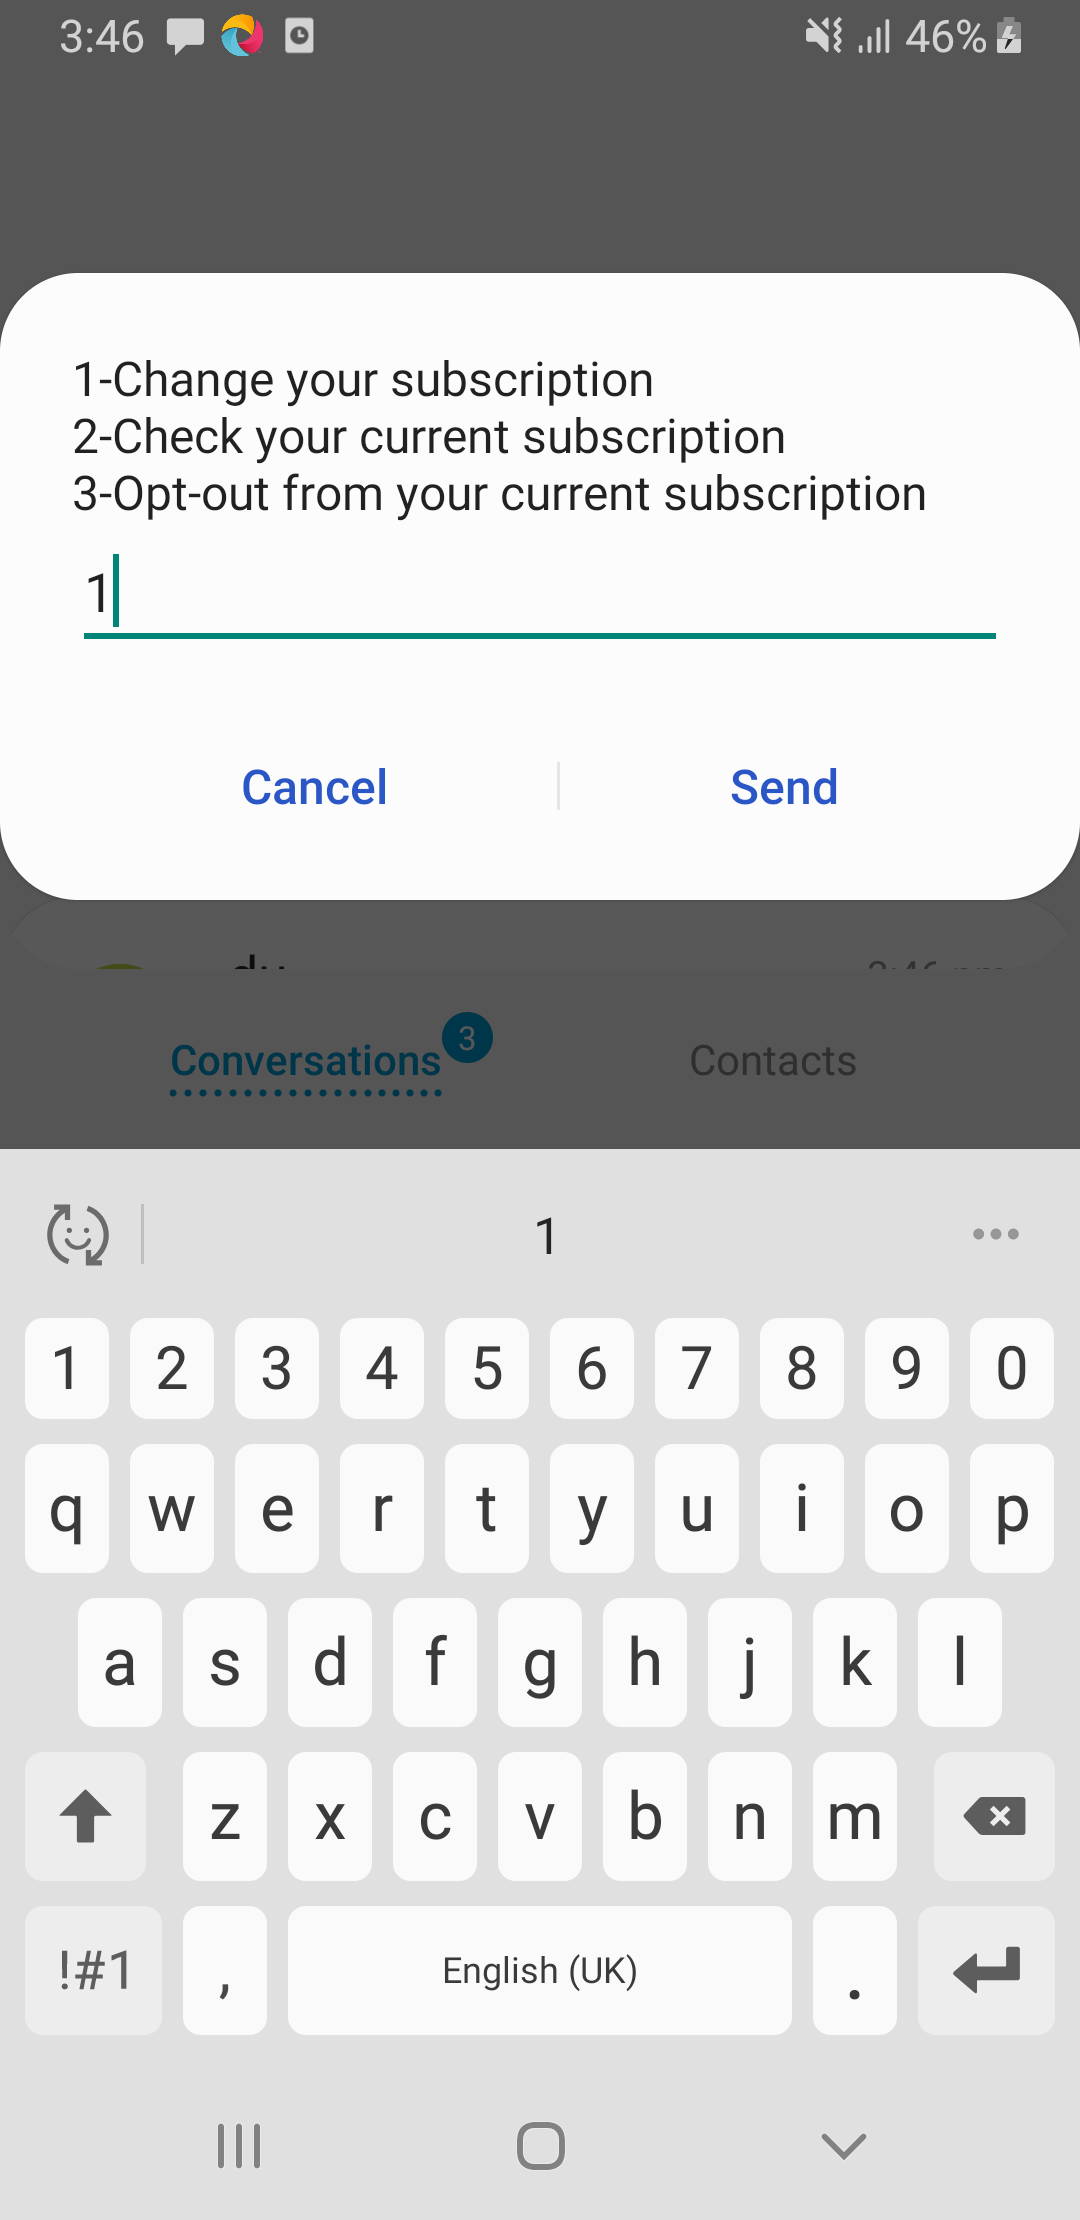 3:46
46%
1-Change your subscription
2-Check your current subscription
3-Opt-out from your current subscription
1
Cancel
Send
Conversations
3
Contacts
1
1 2 3 4 5 6 7 8 9 0
q w e r t y u i o p
a s d f g h j k l
z x c v b n m
!#1 , English (UK) .